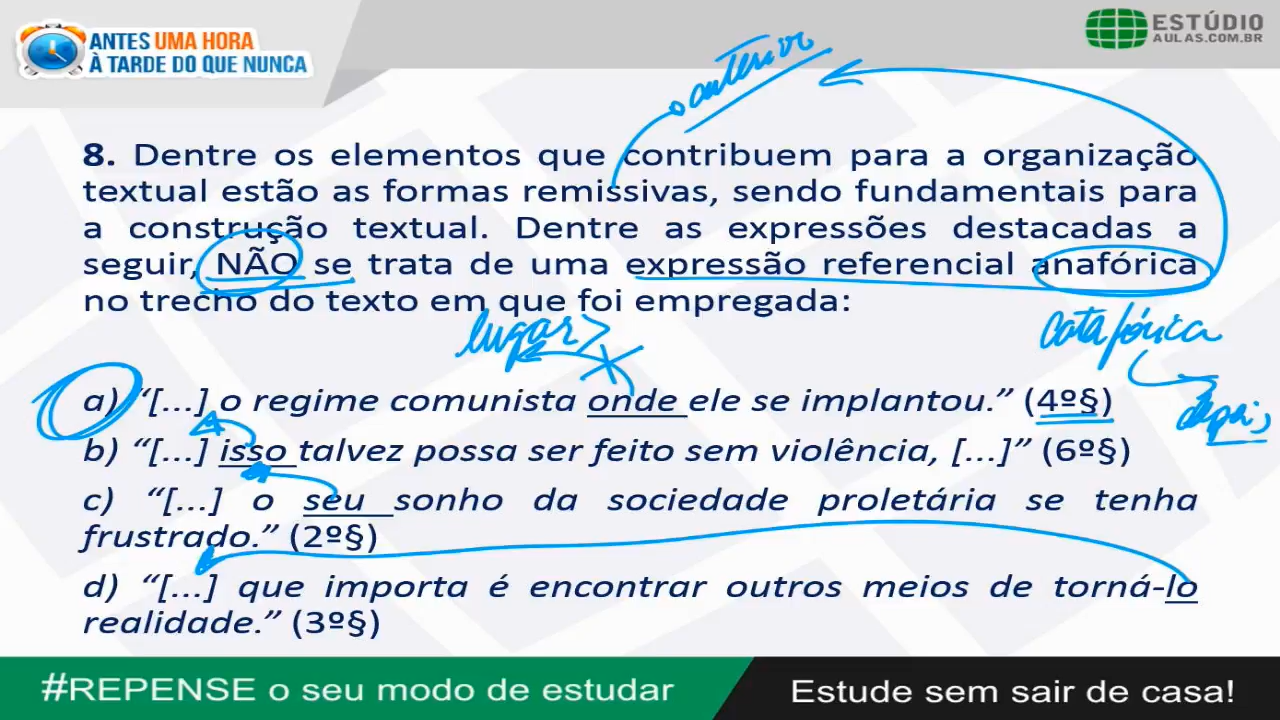 ANTES UMA HORA
À TARDE DO QUE NUNCA
ESTÚDIO
AULAS.COM.BR
anterior
8. Dentre os elementos que contribuem para a organização
textual estão as formas remissivas, sendo fundamentais para
a construção textual. Dentre as expressões destacadas a
seguir, NÃO se trata de uma expressão referencial anafórica
no trecho do texto em que foi empregada:
lugar
catafórica
a) “[...] o regime comunista onde ele se implantou.” (4º§)
depois
b) “[...] isso talvez possa ser feito sem violência, [...]” (6º§)
c) “[...] o seu sonho da sociedade proletária se tenha
frustrado.” (2º§)
d) “[...] que importa é encontrar outros meios de torná-lo
realidade.” (3º§)
#REPENSE o seu modo de estudar
Estude sem sair de casa!